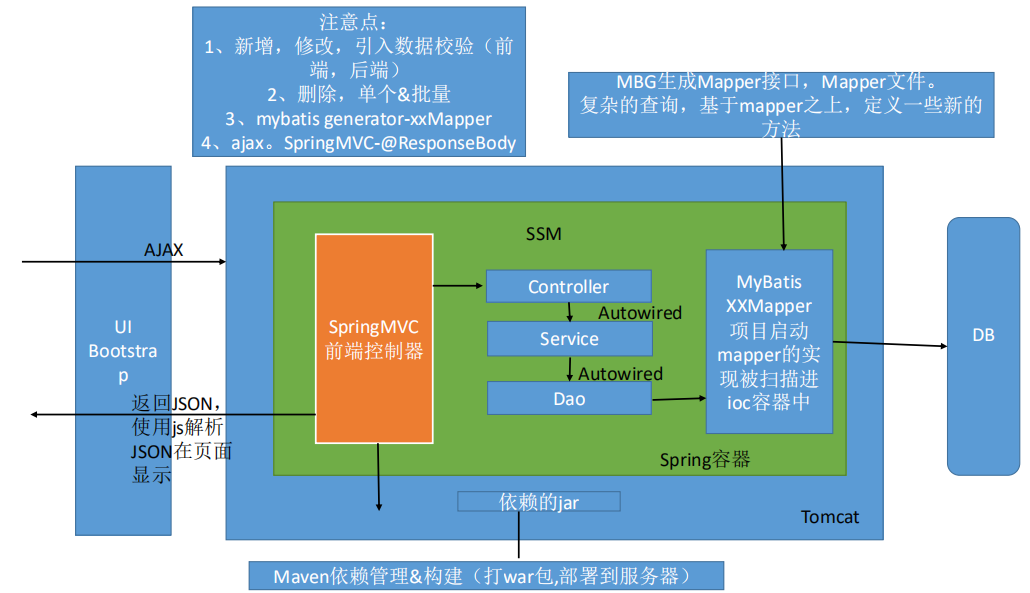 注意点：
1、新增，修改，引入数据校验（前
端，后端）
2、删除，单个&批量
3、mybatis generator-xxMapper
4、ajax。SpringMVC-@ResponseBody
MBG生成Mapper接口，Mapper文件。
复杂的查询，基于mapper之上，定义一些新的
方法
AJAX
UI
Bootstra
p
返回JSON，
使用js解析
JSON在页面
显示
SSM
SpringMVC
前端控制器
Controller
Autowired
Service
Autowired
Dao
MyBatis
XXMapper
项目启动
mapper的实
现被扫描进
ioc容器中
DB
Spring容器
依赖的jar
Tomcat
Maven依赖管理&构建（打war包,部署到服务器）